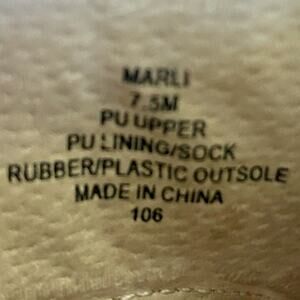 MARLI
7.5M
PU UPPER
PU LINING/SOCK
RUBBER/PLASTIC OUTSOLE
MADE IN CHINA
106